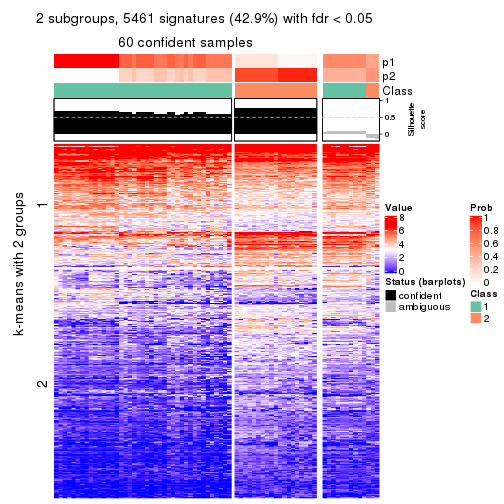 2 subgroups, 5461 signatures (42.9%) with fdr < 0.05
60 confident samples
p1
p2
Class
1
0.5
0
Silhouette
score
k-means with 2 groups
1
2
Value
8
6
4
2
0
Status (barplots)
confident
ambiguous
Prob
1
0.8
0.6
0.4
0.2
0
Class
1
2